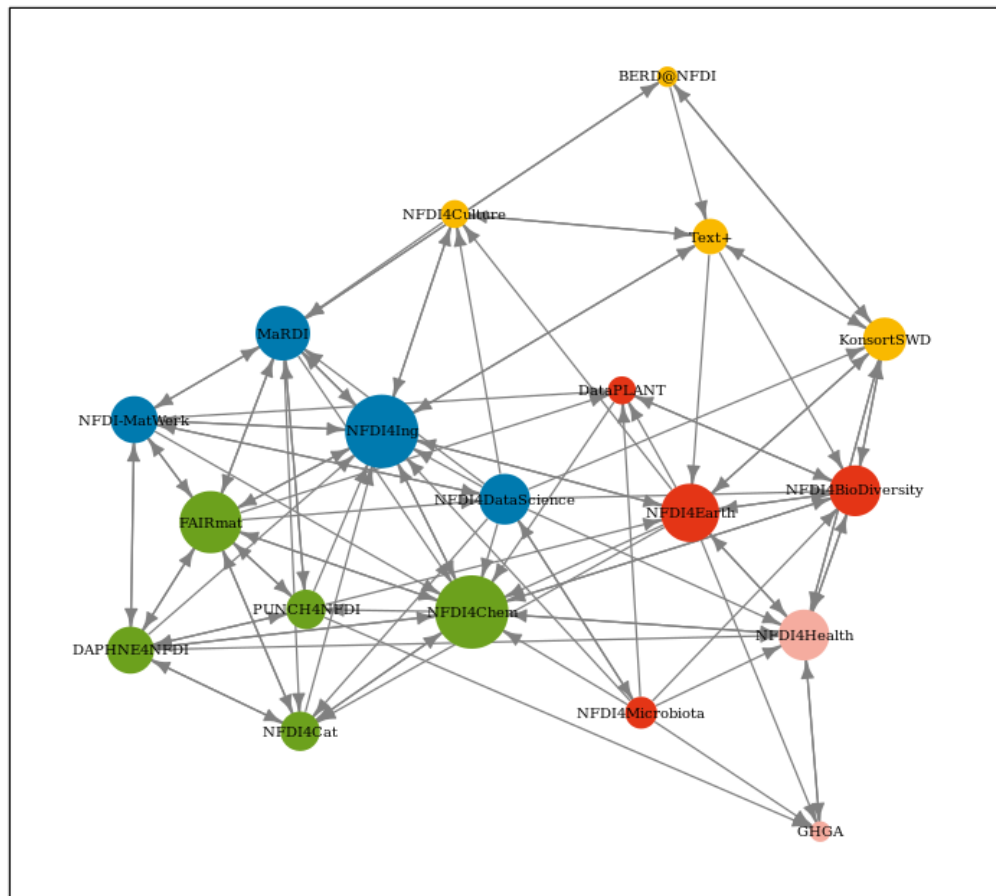 BERD@NFDI
NFDI4Culture
Text+
MaRDI
KonsortSWD
DataPLANT
NFDI-MatWerk
NFDI4Ing
NFDI4DataScience
NFDI4BioDiversity
NFDI4Earth
FAIRmat
PUNCH4NFDI
NFDI4Chem
NFDI4Health
DAPHNE4NFDI
NFDI4Microbiota
NFDI4Cat
GHGA